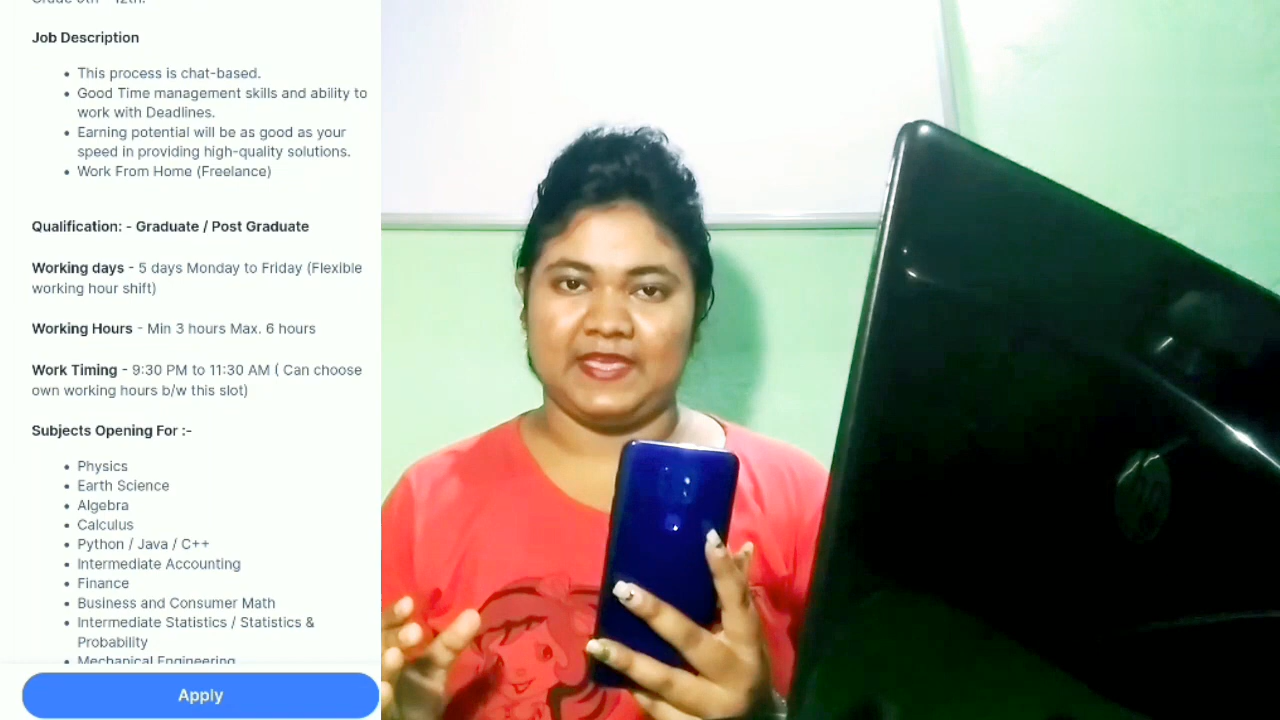 Grade 9th - 12th.
Job Description
This process is chat-based.
Good Time management skills and ability to
work with Deadlines.
Earning potential will be as good as your
speed in providing high-quality solutions.
Work From Home (Freelance)
Qualification: - Graduate / Post Graduate
Working days - 5 days Monday to Friday (Flexible
working hour shift)
Working Hours - Min 3 hours Max. 6 hours
Work Timing - 9:30 PM to 11:30 AM ( Can choose
own working hours b/w this slot)
Subjects Opening For :-
Physics
Earth Science
Algebra
Calculus
Python / Java / C++
Intermediate Accounting
Finance
Business and Consumer Math
Intermediate Statistics / Statistics &
Probability
Mechanical Engineering
Apply
hp